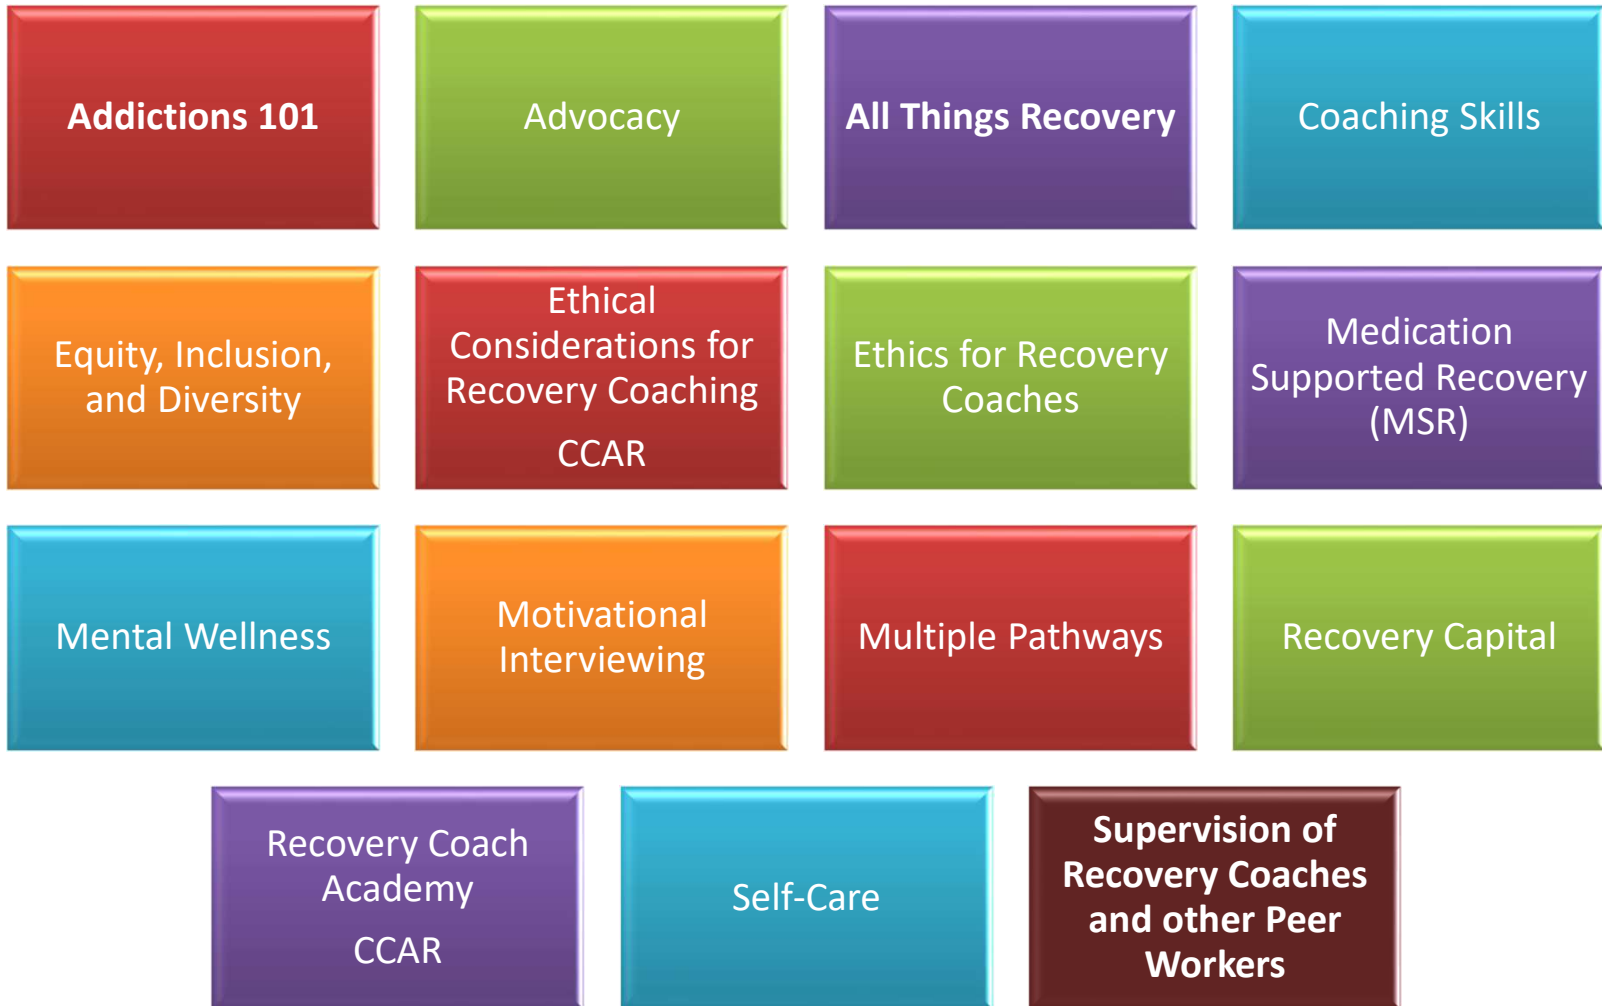 Addictions 101
Advocacy
All Things Recovery
Coaching Skills
Equity, Inclusion,
and Diversity
Ethical
Considerations for
Recovery Coaching
CCAR
Ethics for Recovery
Coaches
Medication
Supported Recovery
(MSR)
Mental Wellness
Motivational
Interviewing
Multiple Pathways
Recovery Capital
Recovery Coach
Academy
CCAR
Self-Care
Supervision of
Recovery Coaches
and other Peer
Workers